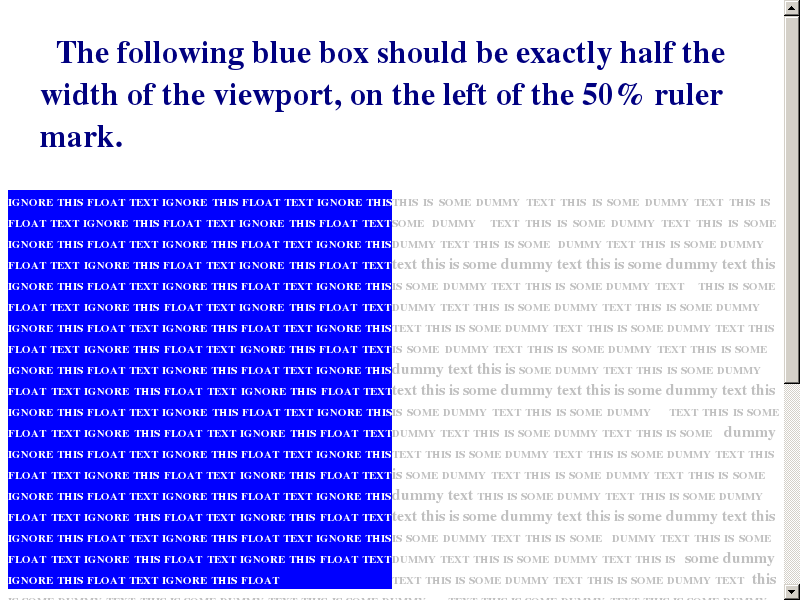 The following blue box should be exactly half the
width of the viewport, on the left of the 50% ruler
mark.
IGNORE THIS FLOAT TEXT IGNORE THIS FLOAT TEXT IGNORE THIS
FLOAT TEXT IGNORE THIS FLOAT TEXT IGNORE THIS FLOAT TEXT
IGNORE THIS FLOAT TEXT IGNORE THIS FLOAT TEXT IGNORE THIS
FLOAT TEXT IGNORE THIS FLOAT TEXT IGNORE THIS FLOAT TEXT
IGNORE THIS FLOAT TEXT IGNORE THIS FLOAT TEXT IGNORE THIS
FLOAT TEXT IGNORE THIS FLOAT TEXT IGNORE THIS FLOAT TEXT
IGNORE THIS FLOAT TEXT IGNORE THIS FLOAT TEXT IGNORE THIS
FLOAT TEXT IGNORE THIS FLOAT TEXT IGNORE THIS FLOAT TEXT
IGNORE THIS FLOAT TEXT IGNORE THIS FLOAT TEXT IGNORE THIS
FLOAT TEXT IGNORE THIS FLOAT TEXT IGNORE THIS FLOAT TEXT
IGNORE THIS FLOAT TEXT IGNORE THIS FLOAT TEXT IGNORE THIS
FLOAT TEXT IGNORE THIS FLOAT TEXT IGNORE THIS FLOAT TEXT
IGNORE THIS FLOAT TEXT IGNORE THIS FLOAT TEXT IGNORE THIS
FLOAT TEXT IGNORE THIS FLOAT TEXT IGNORE THIS FLOAT TEXT
IGNORE THIS FLOAT TEXT IGNORE THIS FLOAT TEXT IGNORE THIS
FLOAT TEXT IGNORE THIS FLOAT TEXT IGNORE THIS FLOAT TEXT
IGNORE THIS FLOAT TEXT IGNORE THIS FLOAT TEXT IGNORE THIS
FLOAT TEXT IGNORE THIS FLOAT TEXT IGNORE THIS FLOAT TEXT
IGNORE THIS FLOAT TEXT IGNORE THIS FLOAT
THIS IS SOME DUMMY TEXT THIS IS SOME DUMMY TEXT THIS IS
SOME DUMMY TEXT THIS IS SOME DUMMY TEXT THIS IS SOME
DUMMY TEXT THIS IS SOME DUMMY TEXT THIS IS SOME DUMMY
text this is some dummy text this is some dummy text this
IS SOME DUMMY TEXT THIS IS SOME DUMMY TEXT THIS IS SOME
DUMMY TEXT THIS IS SOME DUMMY TEXT THIS IS SOME DUMMY
TEXT THIS IS SOME DUMMY TEXT THIS IS SOME DUMMY TEXT THIS
IS SOME DUMMY TEXT THIS IS SOME DUMMY TEXT THIS IS SOME
dummy text this is SOME DUMMY TEXT THIS IS SOME DUMMY
text this is some dummy text this is some dummy text this
IS SOME DUMMY TEXT THIS IS SOME DUMMY TEXT THIS IS SOME
DUMMY TEXT THIS IS SOME DUMMY TEXT THIS IS SOME dummy
TEXT THIS IS SOME DUMMY TEXT THIS IS SOME DUMMY TEXT THIS
is SOME DUMMY TEXT THIS IS SOME DUMMY TEXT THIS IS SOME
dummy text THIS IS SOME DUMMY TEXT THIS IS SOME DUMMY
text this is some dummy text this is some dummy text this
IS SOME DUMMY TEXT THIS IS SOME DUMMY TEXT THIS IS SOME
DUMMY TEXT THIS IS SOME DUMMY TEXT THIS IS some dummy
TEXT THIS IS SOME DUMMY TEXT THIS IS SOME DUMMY TEXT this